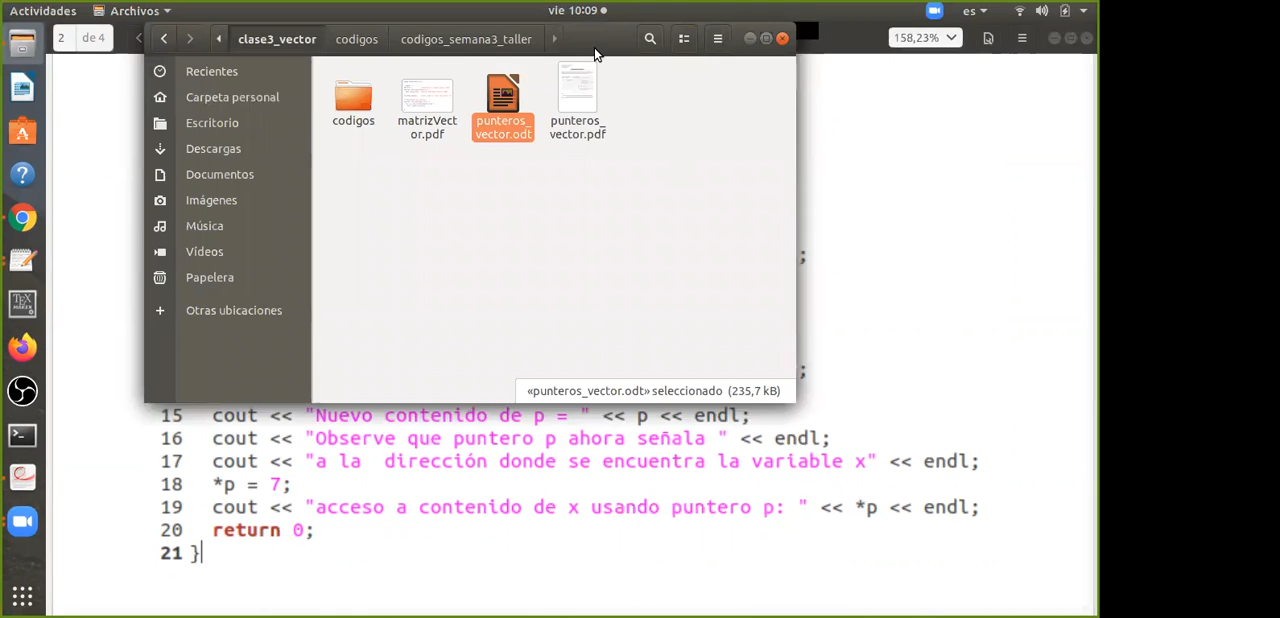 Actividades
Archivos
vie 10:09
es
2
de 4
clase3_vector
codigos
codigos_semana3_taller
158,23%
Recientes
Carpeta personal
Escritorio
Descargas
Documentos
Imágenes
Música
Vídeos
Papelera
Otras ubicaciones
codigos
matrizVect
or.pdf
punteros_
vector.odt
punteros_
vector.pdf
«punteros_vector.odt» seleccionado (235,7 kB)
;
;
15 cout << "Nuevo contenido de p = " << p << endl;
16 cout << "Observe que puntero p ahora señala " << endl;
17 cout << "a la  dirección donde se encuentra la variable x" << endl;
18 *p = 7;
19 cout << "acceso a contenido de x usando puntero p: " << *p << endl;
20 return 0;
21 }
TEX
MAKER